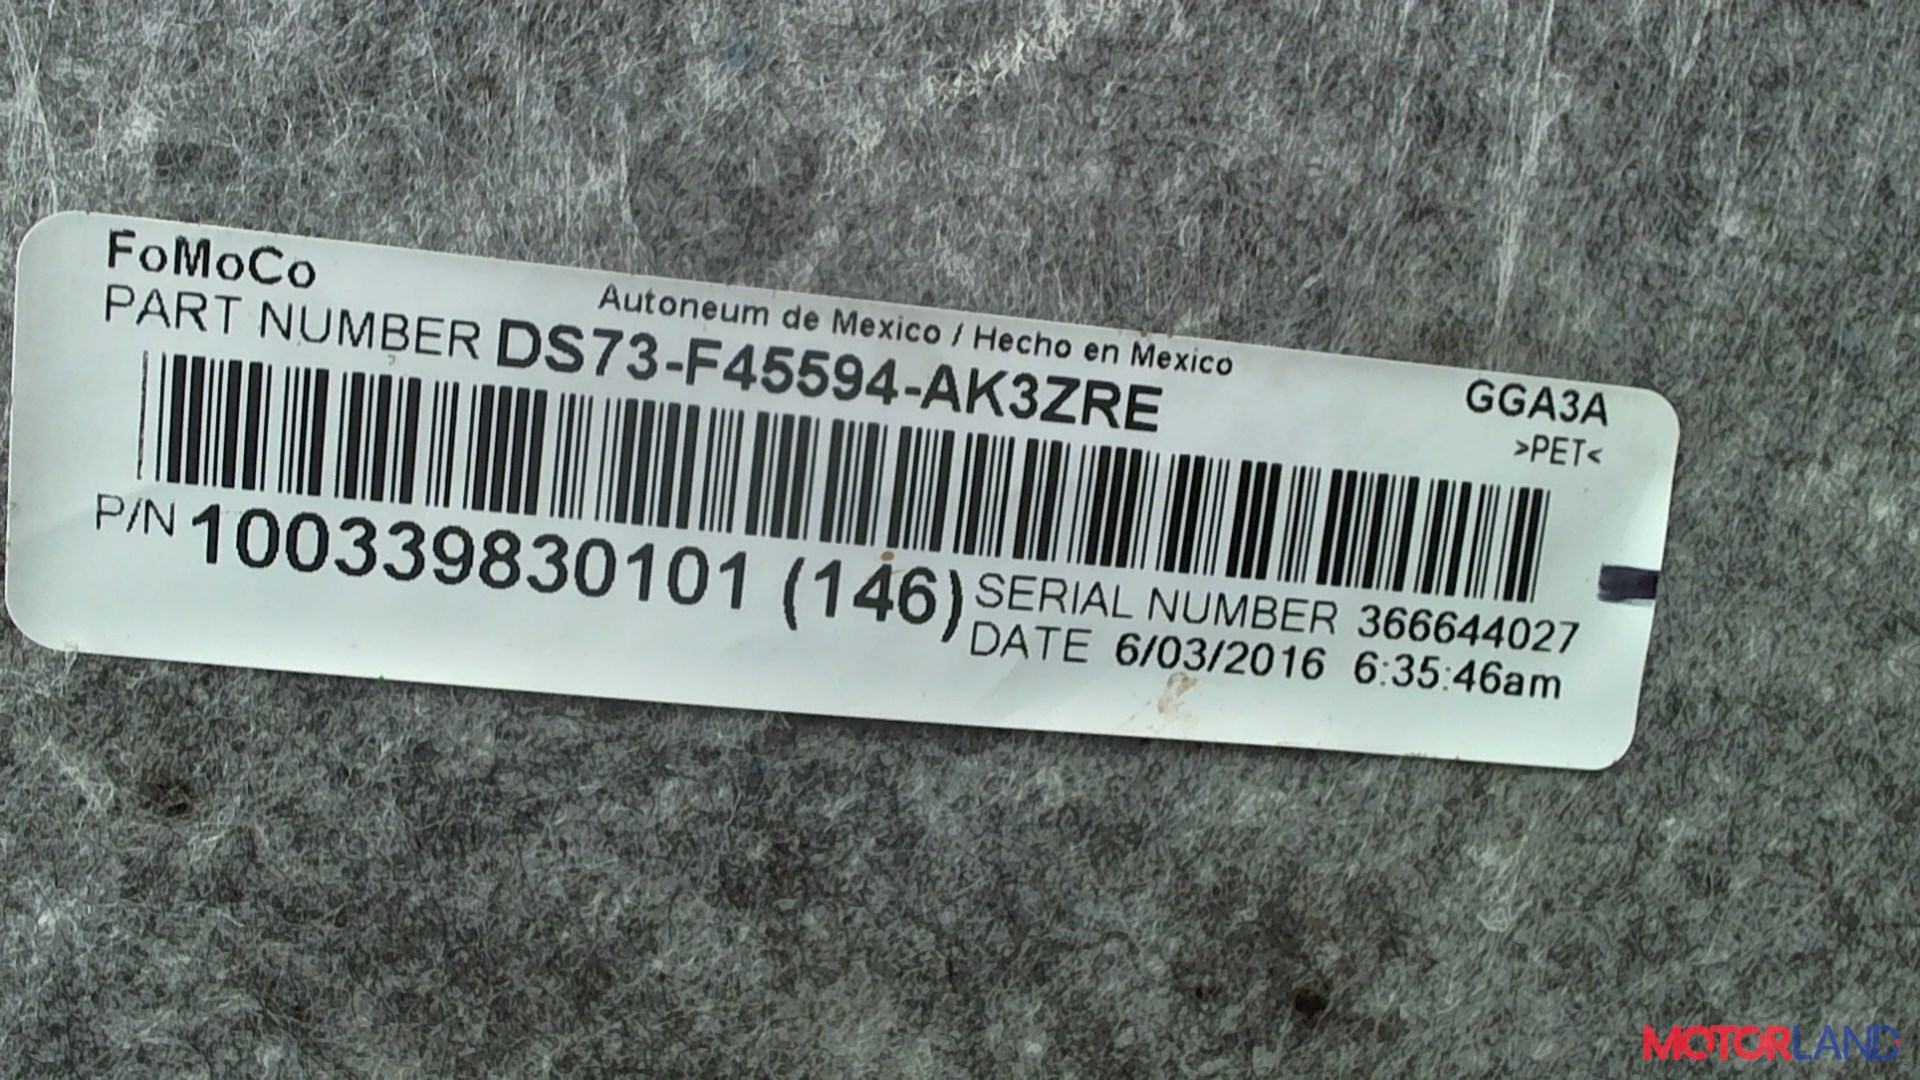 FoMoCo
Autoneum de Mexico / Hecho en Mexico
PART NUMBER DS73-F45594-AK3ZRE
GGA3A
>PET<
P/N 100339830101 (146)
SERIAL NUMBER 366644027
DATE 6/03/2016 6:35:46am
MOTORLAND